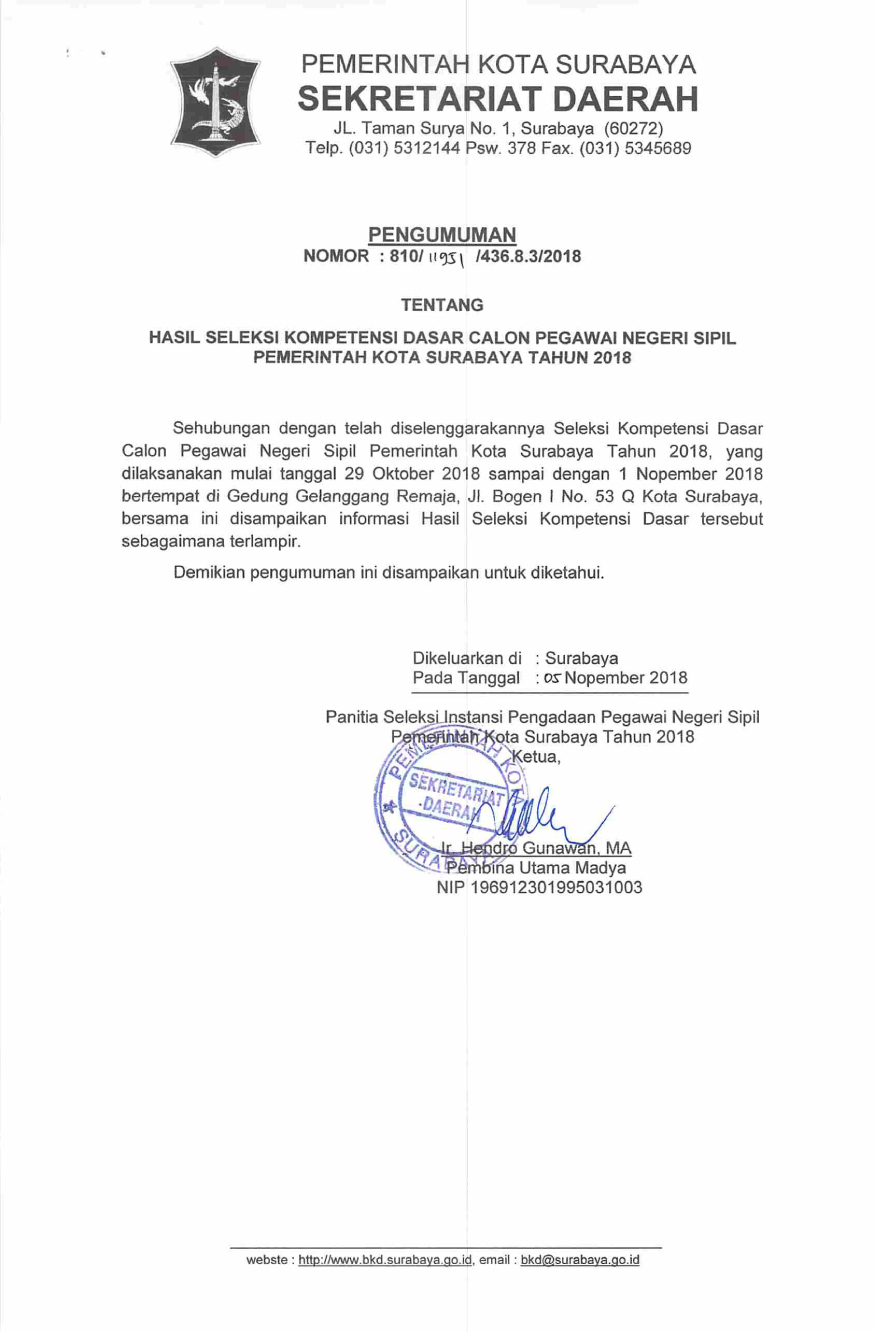 PEMERINTAH KOTA SURABAYA
SEKRETARIAT DAERAH
JL. Taman Surya No. 1, Surabaya (60272)
Telp. (031) 5312144 Psw. 378 Fax. (031) 5345689
PENGUMUMAN
NOMOR : 810/ 11951 /436.8.3/2018
TENTANG
HASIL SELEKSI KOMPETENSI DASAR CALON PEGAWAI NEGERI SIPIL
PEMERINTAH KOTA SURABAYA TAHUN 2018
Sehubungan dengan telah diselenggarakannya Seleksi Kompetensi Dasar
Calon Pegawai Negeri Sipil Pemerintah Kota Surabaya Tahun 2018, yang
dilaksanakan mulai tanggal 29 Oktober 2018 sampai dengan 1 Nopember 2018
bertempat di Gedung Gelanggang Remaja, Jl. Bogen I No. 53 Q Kota Surabaya,
bersama ini disampaikan informasi Hasil Seleksi Kompetensi Dasar tersebut
sebagaimana terlampir.
Demikian pengumuman ini disampaikan untuk diketahui.
Dikeluarkan di : Surabaya
Pada Tanggal : 05 Nopember 2018
Panitia Seleksi Instansi Pengadaan Pegawai Negeri Sipil
Pemerintah Kota Surabaya Tahun 2018
Ketua,
PEMERINTAH KOTA
SEKRETARIAT
DAERAH
SURABAYA
Ir. Hendro Gunawan, MA
Pembina Utama Madya
NIP 196912301995031003
webste : http://www.bkd.surabaya.go.id, email : bkd@surabaya.go.id